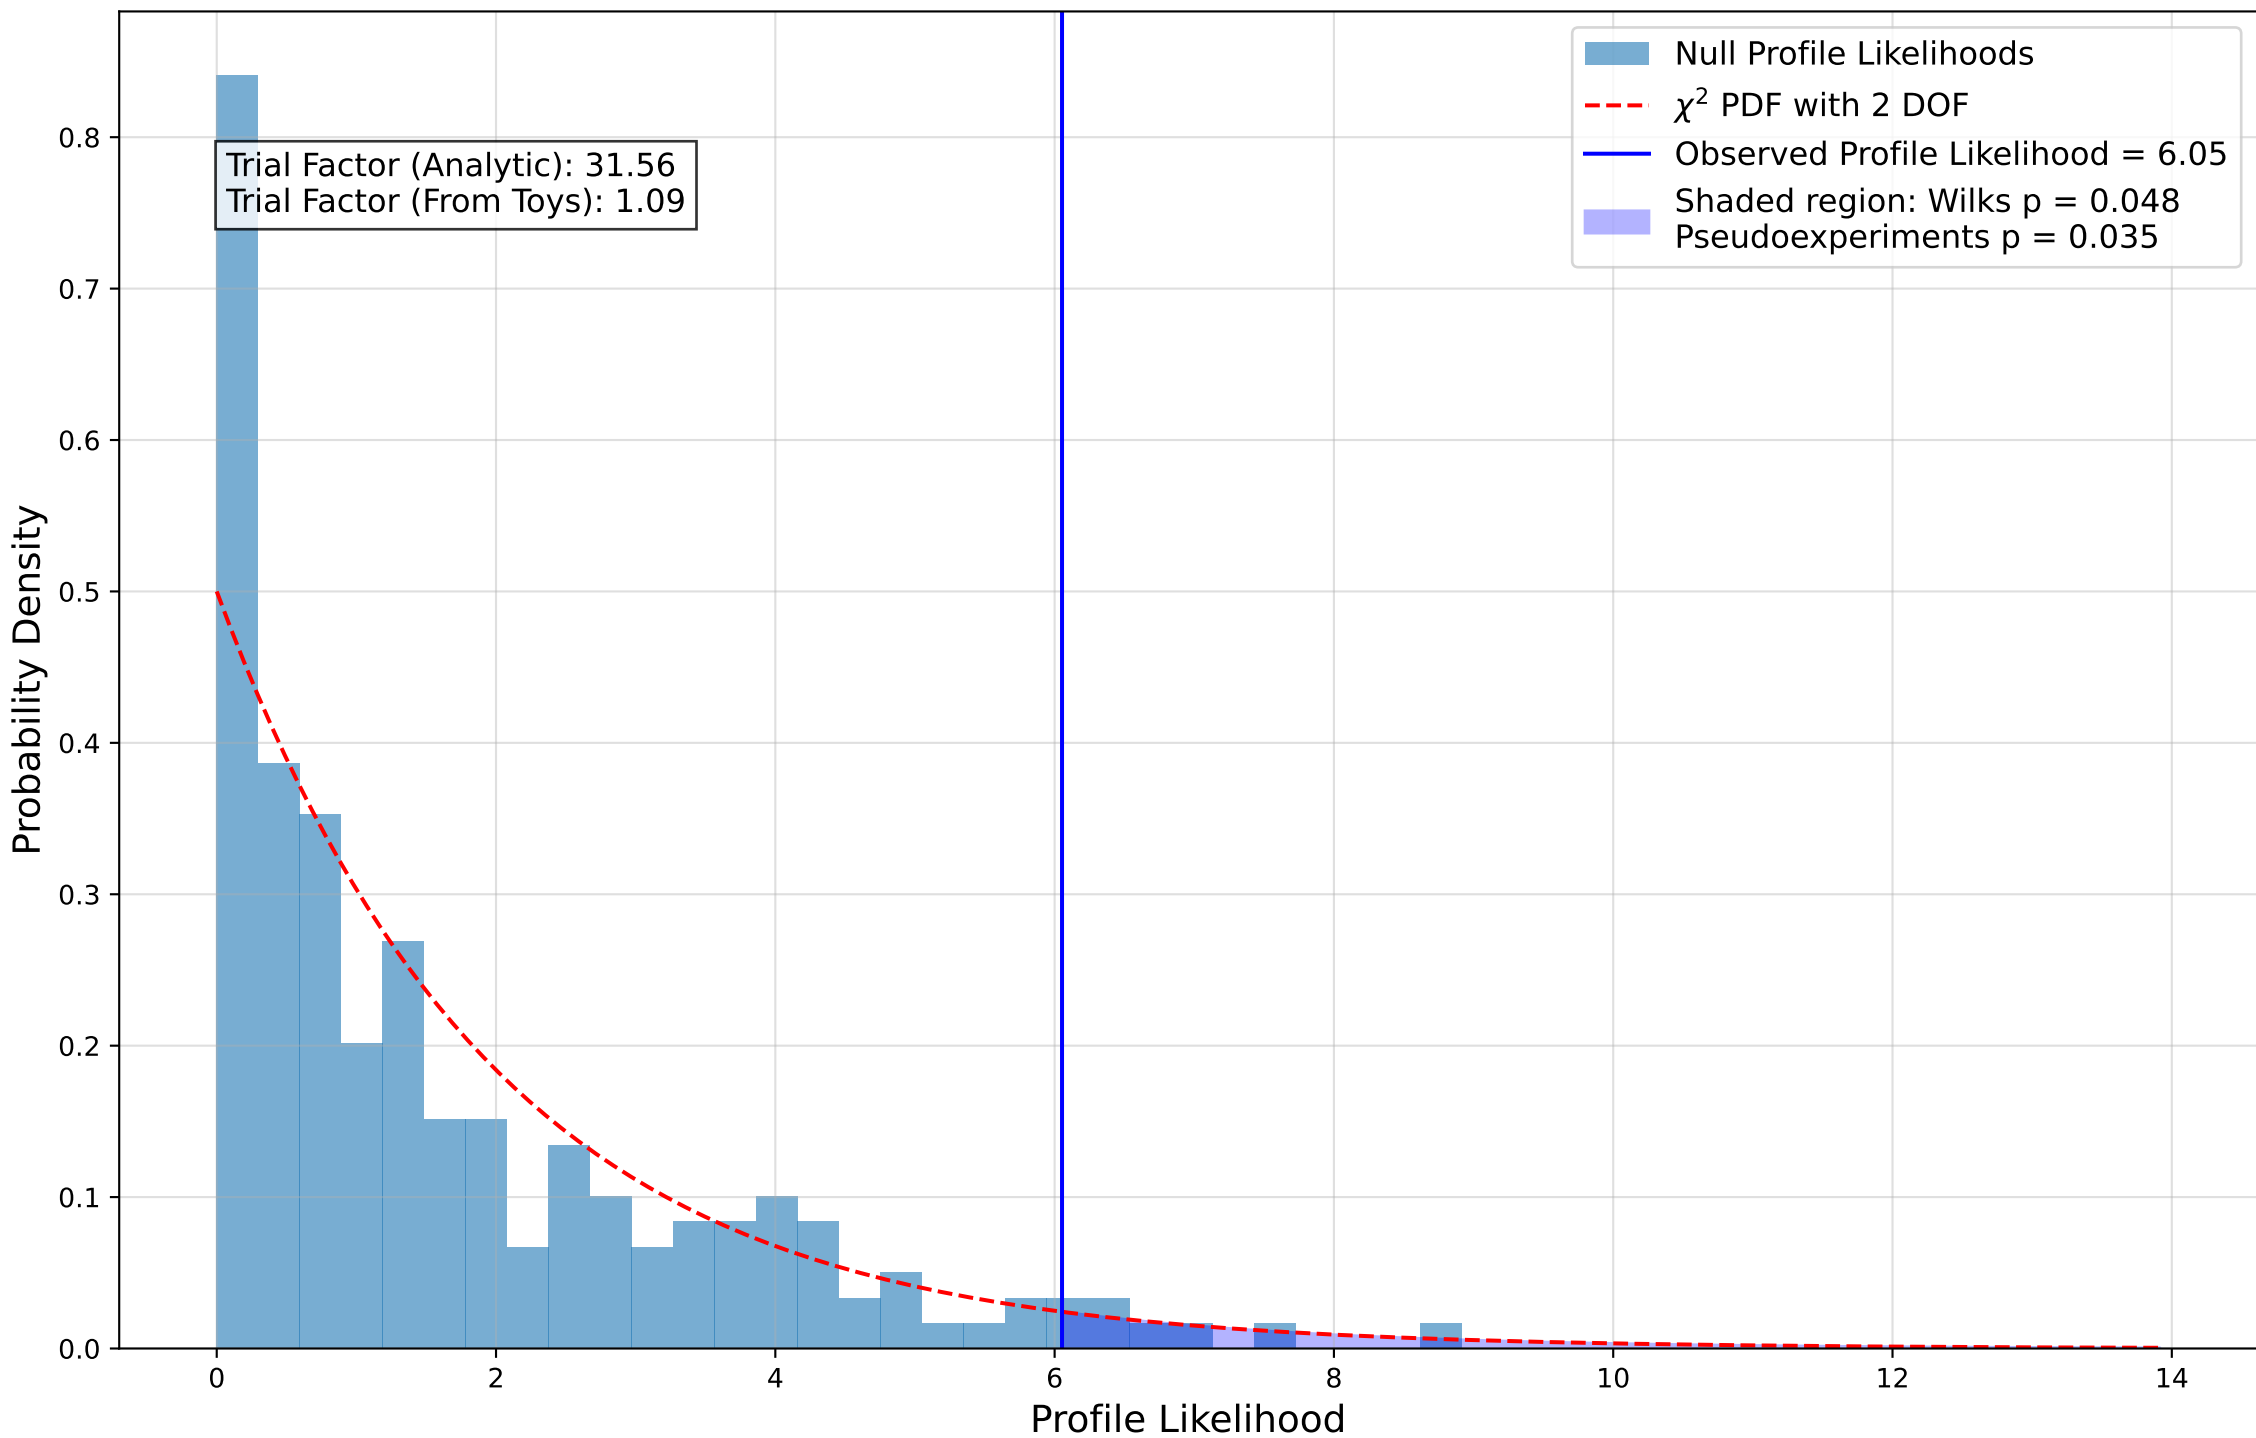 Null Profile Likelihoods
χ² PDF with 2 DOF
Observed Profile Likelihood = 6.05
Shaded region: Wilks p = 0.048
Pseudoexperiments p = 0.035
Trial Factor (Analytic): 31.56
Trial Factor (From Toys): 1.09
Probability Density
0.8
0.7
0.6
0.5
0.4
0.3
0.2
0.1
0.0
0 2 4 6 8 10 12 14
Profile Likelihood